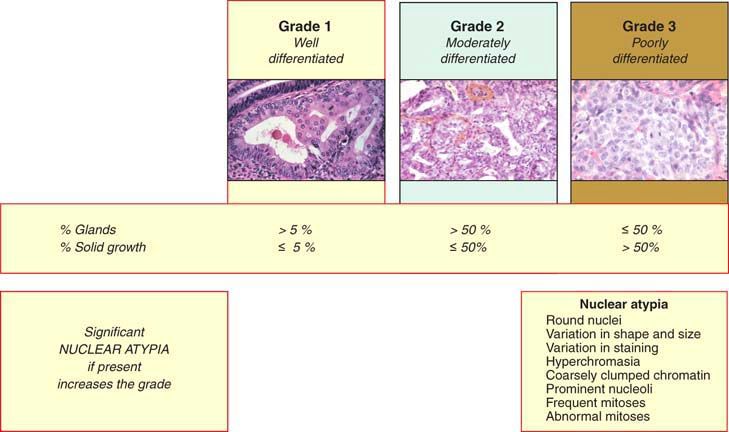 Grade 1
Well
differentiated
Grade 2
Moderately
differentiated
Grade 3
Poorly
differentiated
% Glands > 5 % > 50 % ≤ 50 %
% Solid growth ≤ 5 % ≤ 50% > 50%
Significant
NUCLEAR ATYPIA
if present
increases the grade
Nuclear atypia
Round nuclei
Variation in shape and size
Variation in staining
Hyperchromasia
Coarsely clumped chromatin
Prominent nucleoli
Frequent mitoses
Abnormal mitoses